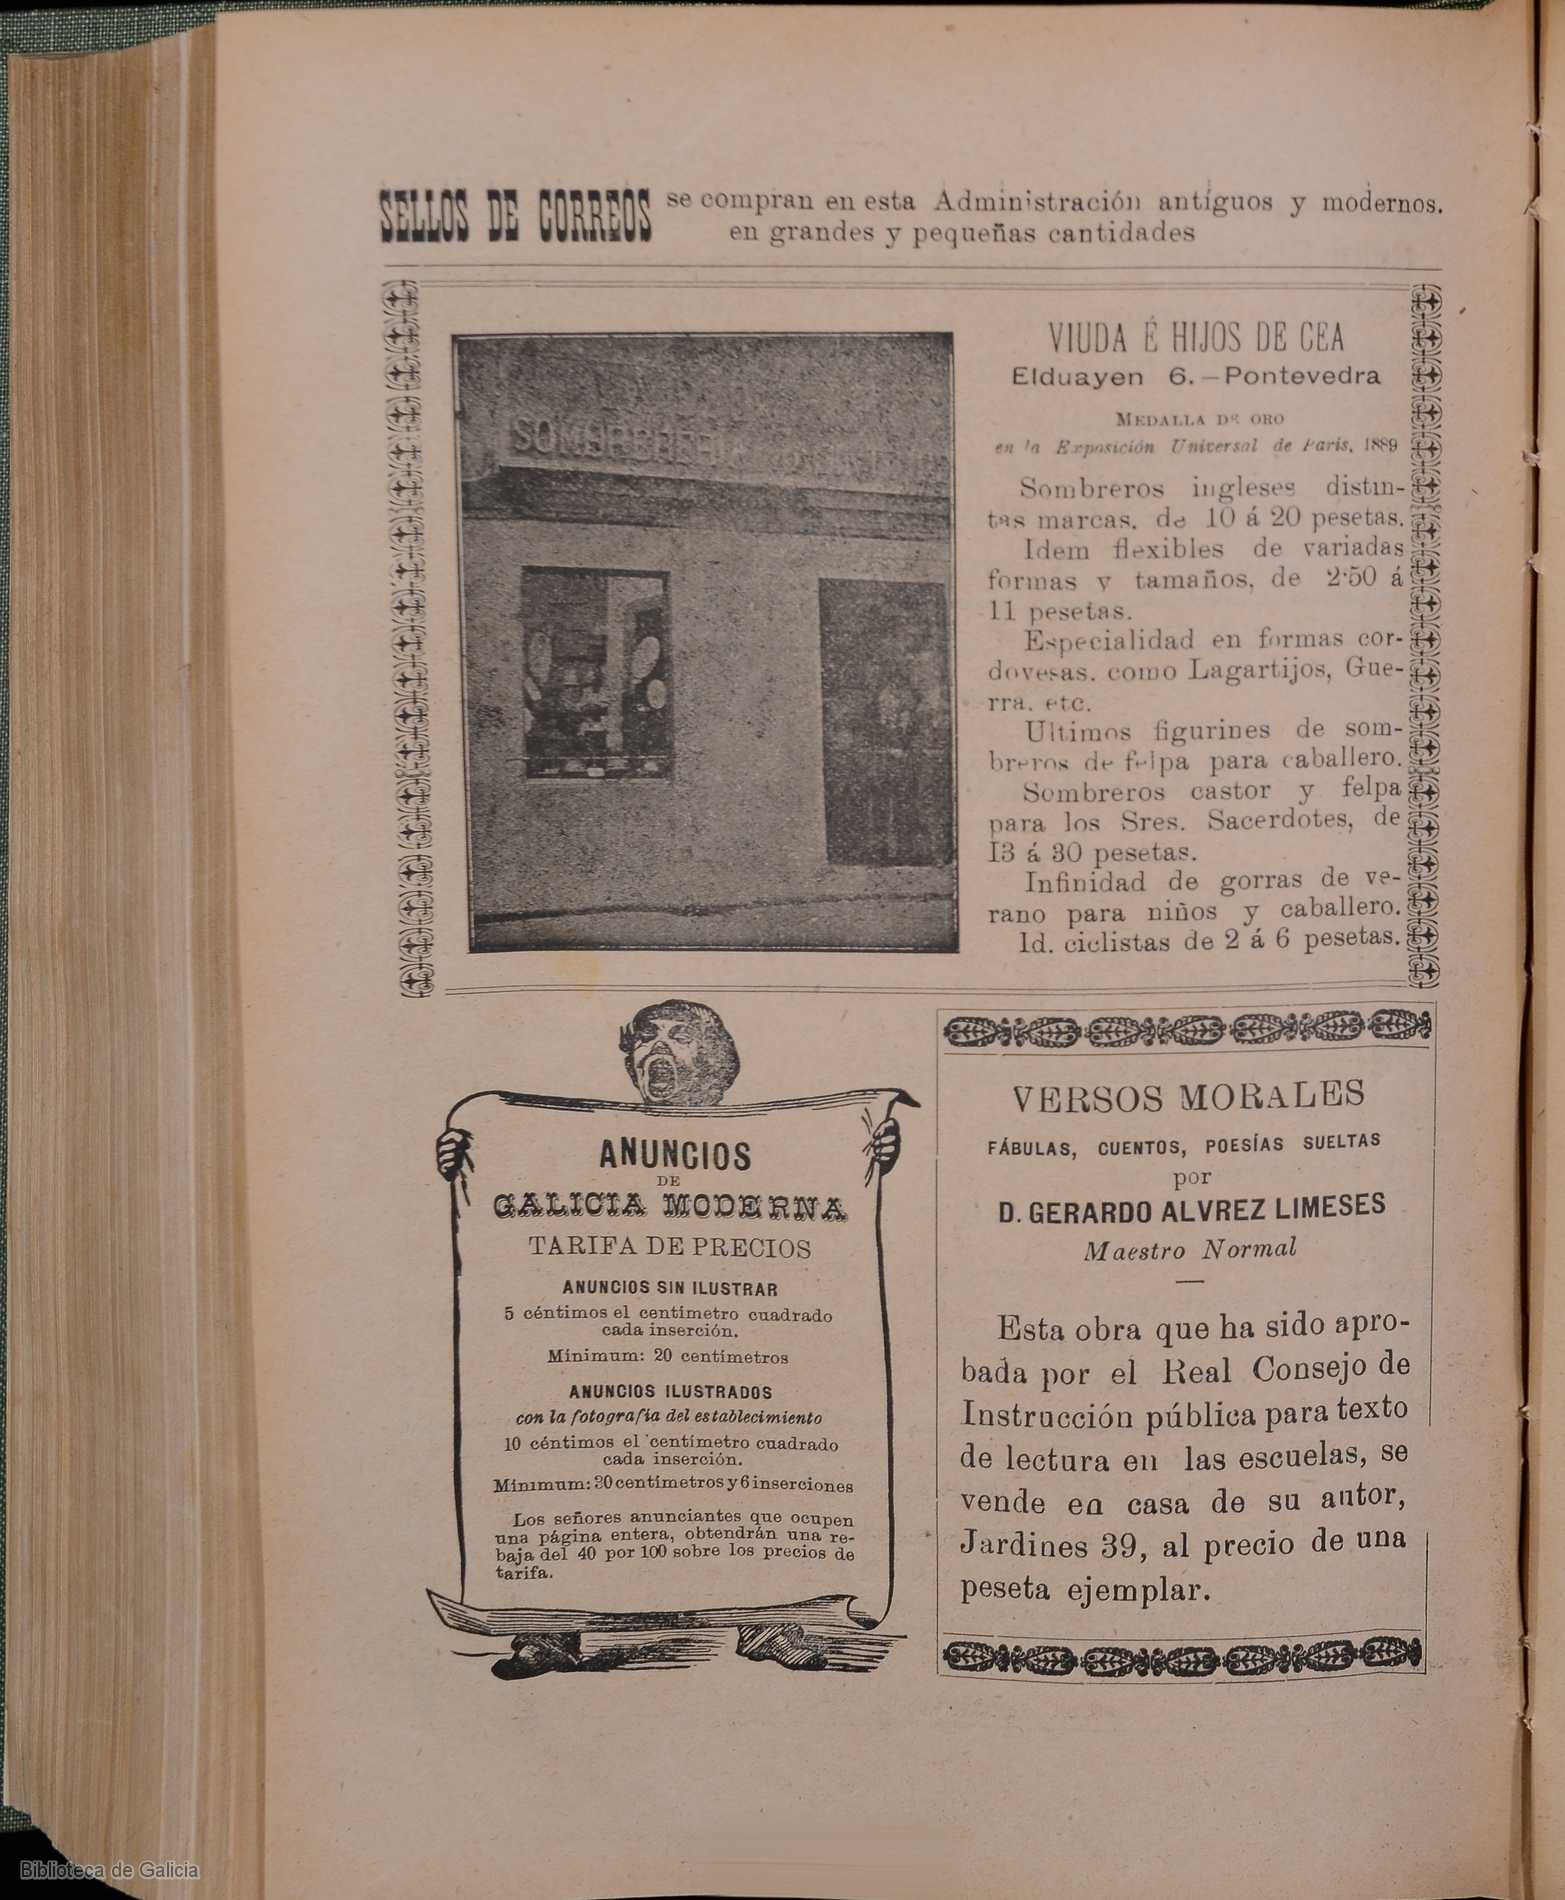 SELLOS DE CORREOS se compran en esta Administración antíguos y modernos.
en grandes y pequeñas cantidades
SOMBRERERIA
VIUDA É HIJOS DE CEA
Elduayen 6.—Pontevedra
MEDALLA DE ORO
en la Exposición Universal de Paris, 1889
Sombreros ingleses distin-
tas marcas, de 10 á 20 pesetas.
Idem flexibles de variadas
formas y tamaños, de 2'50 á
11 pesetas.
Especialidad en formas cor-
dovesas, como Lagartijos, Gue-
rra, etc.
Ultimos figurines de som-
breros de felpa para caballero.
Sombreros castor y felpa
para los Sres. Sacerdotes, de
13 á 30 pesetas.
Infinidad de gorras de ve-
rano para niños y caballero.
Id. ciclistas de 2 á 6 pesetas.
ANUNCIOS
DE
GALICIA MODERNA
TARIFA DE PRECIOS
ANUNCIOS SIN ILUSTRAR
5 céntimos el centímetro cuadrado
cada inserción.
Minimum: 20 centímetros
ANUNCIOS ILUSTRADOS
con la fotografía del establecimiento
10 céntimos el centímetro cuadrado
cada inserción.
Minimum: 30 centímetros y 6 inserciones
Los señores anunciantes que ocupen
una página entera, obtendrán una re-
baja del 40 por 100 sobre los precios de
tarifa.
VERSOS MORALES
FÁBULAS, CUENTOS, POESÍAS SUELTAS
por
D. GERARDO ALVREZ LIMESES
Maestro Normal
Esta obra que ha sido apro-
bada por el Real Consejo de
Instrucción pública para texto
de lectura en las escuelas, se
vende en casa de su autor,
Jardines 39, al precio de una
peseta ejemplar.
Biblioteca de Galicia